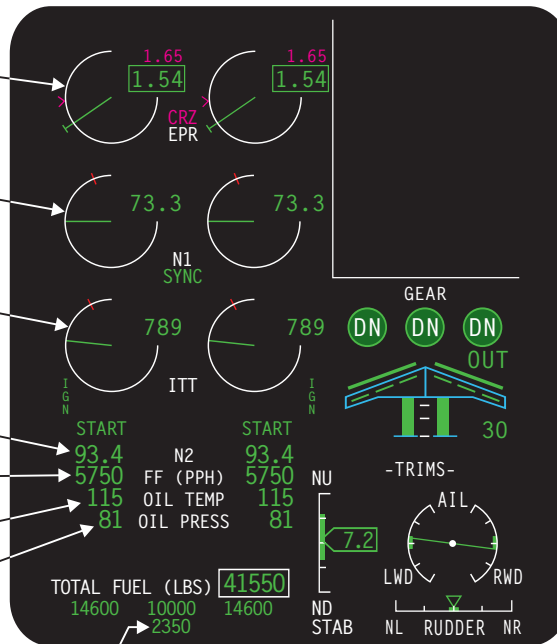 1.65 1.65
1.54 1.54
CRZ
EPR
73.3 73.3
N1
SYNC
789 789
ITT
IGN IGN
START START
93.4 N2 93.4
5750 FF (PPH) 5750
115 OIL TEMP 115
81 OIL PRESS 81
TOTAL FUEL (LBS) 41550
14600 10000 14600
2350
GEAR
DN DN DN
OUT
30
-TRIMS-
NU
7.2
ND
STAB
AIL
LWD RWD
NL RUDDER NR